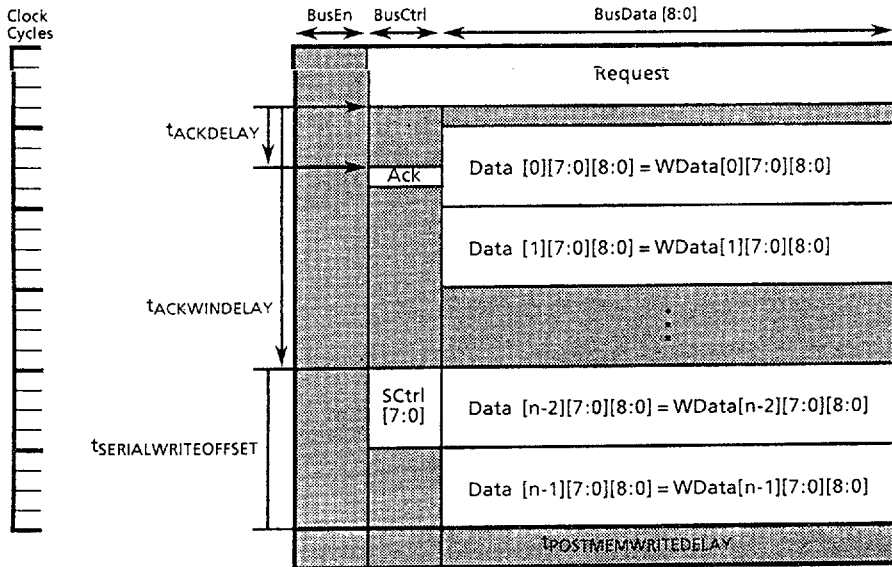 Clock
Cycles
BusEn
BusCtrl
BusData [8:0]
Request
tACKDELAY
Ack
Data [0][7:0][8:0] = WData[0][7:0][8:0]
Data [1][7:0][8:0] = WData[1][7:0][8:0]
tACKWINDELAY
SCtrl
[7:0]
Data [n-2][7:0][8:0] = WData[n-2][7:0][8:0]
tSERIALWRITEOFFSET
Data [n-1][7:0][8:0] = WData[n-1][7:0][8:0]
tPOSTMEMWRITEDELAY